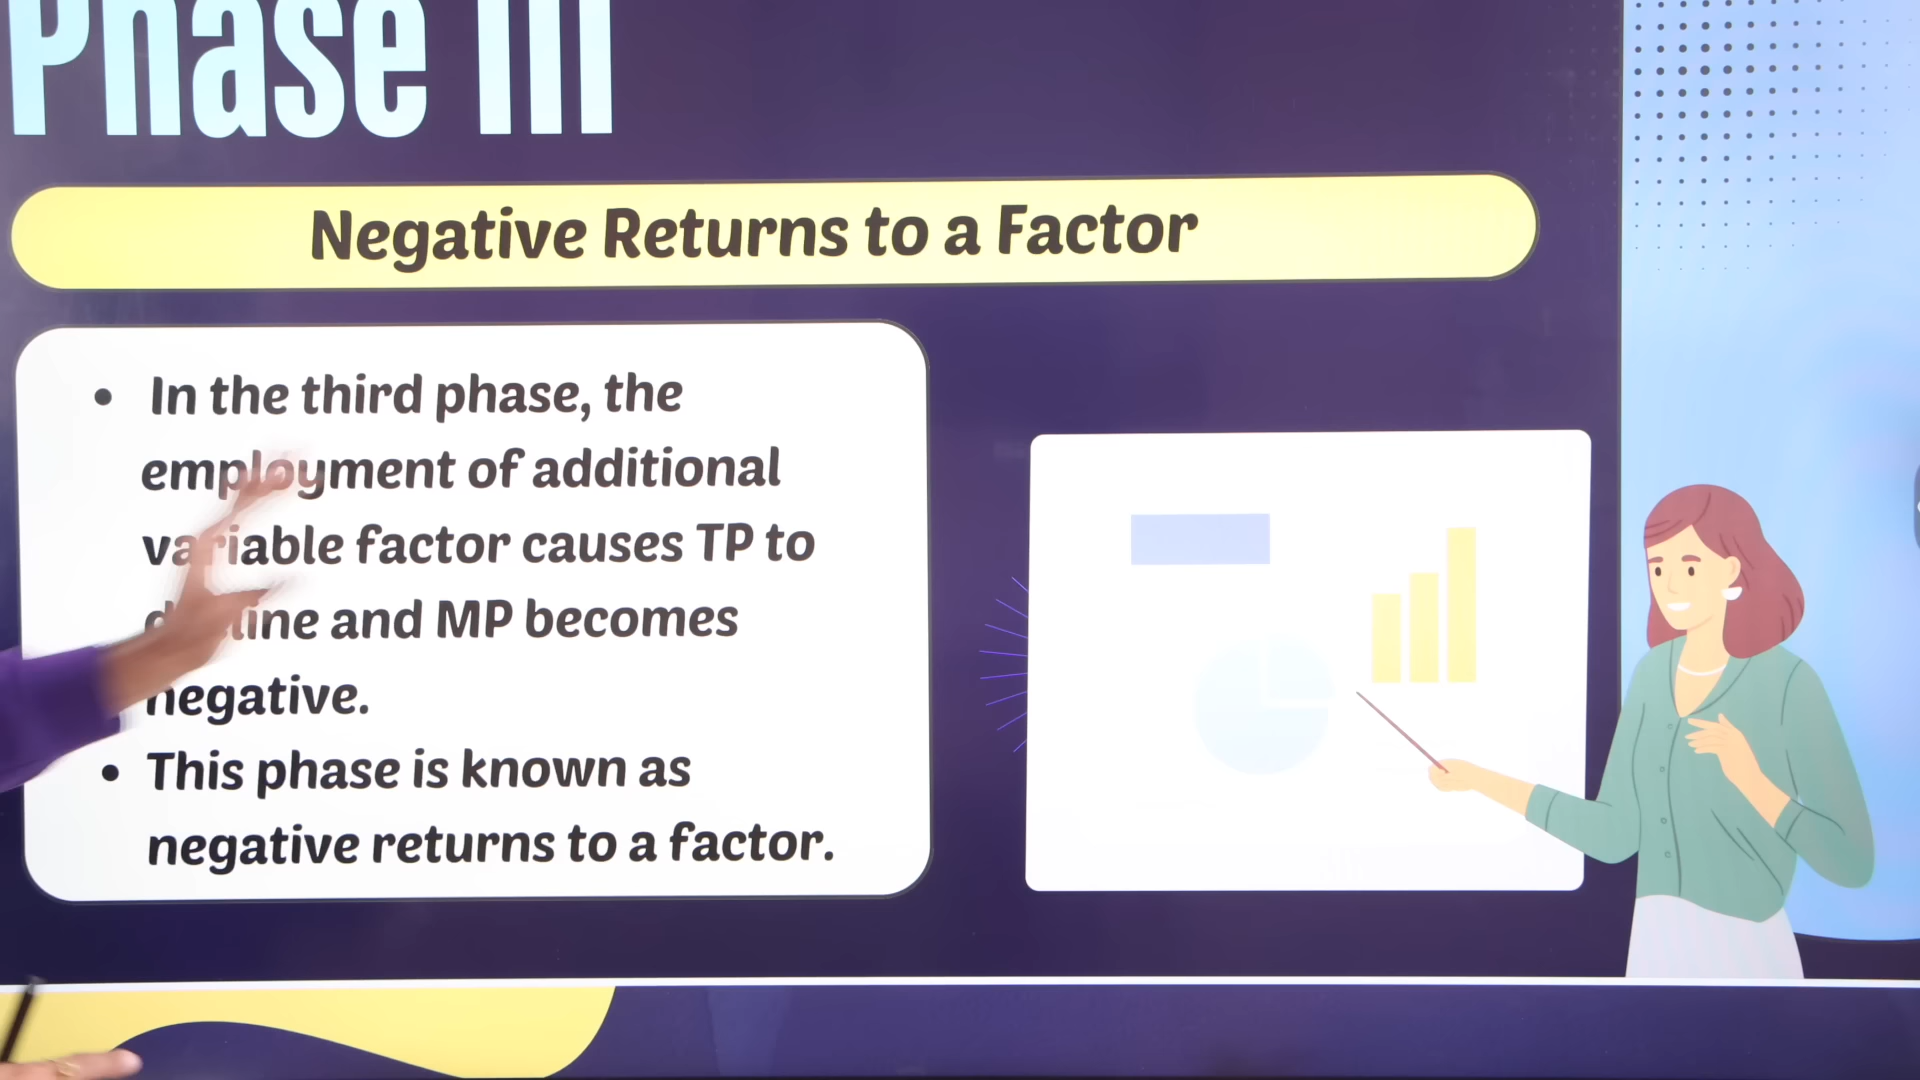 Phase III
Negative Returns to a Factor
• In the third phase, the
employment of additional
variable factor causes TP to
decline and MP becomes
negative.
• This phase is known as
negative returns to a factor.